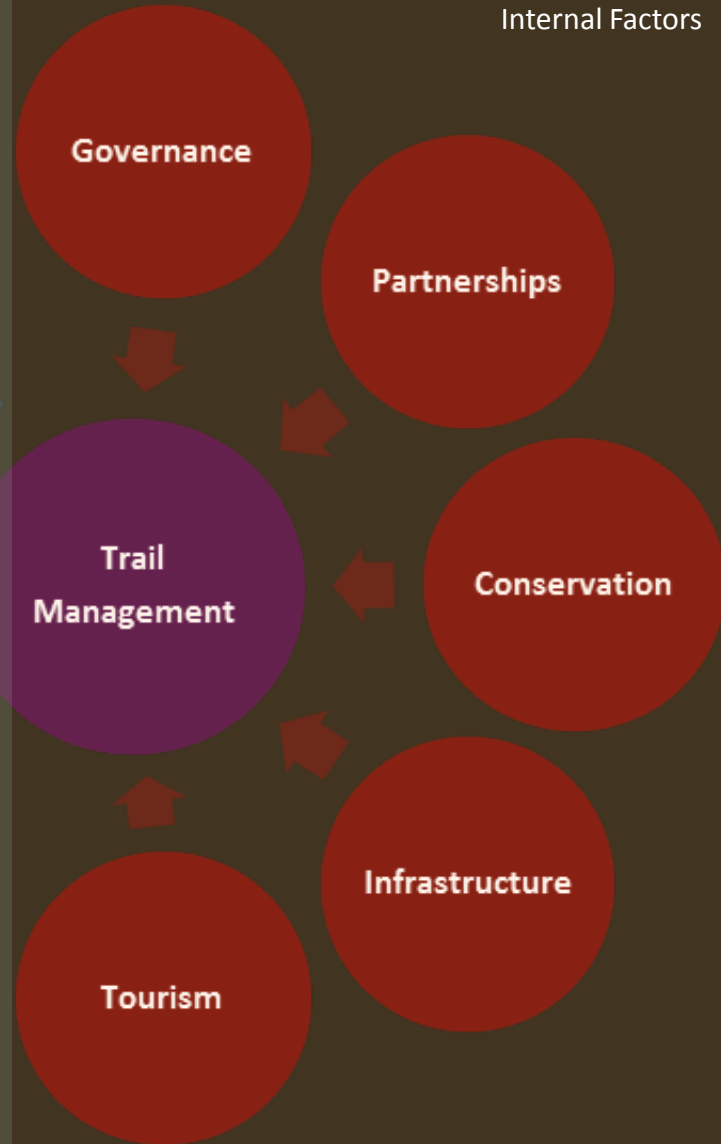 Internal Factors
Governance
Partnerships
Trail
Management
Conservation
Infrastructure
Tourism